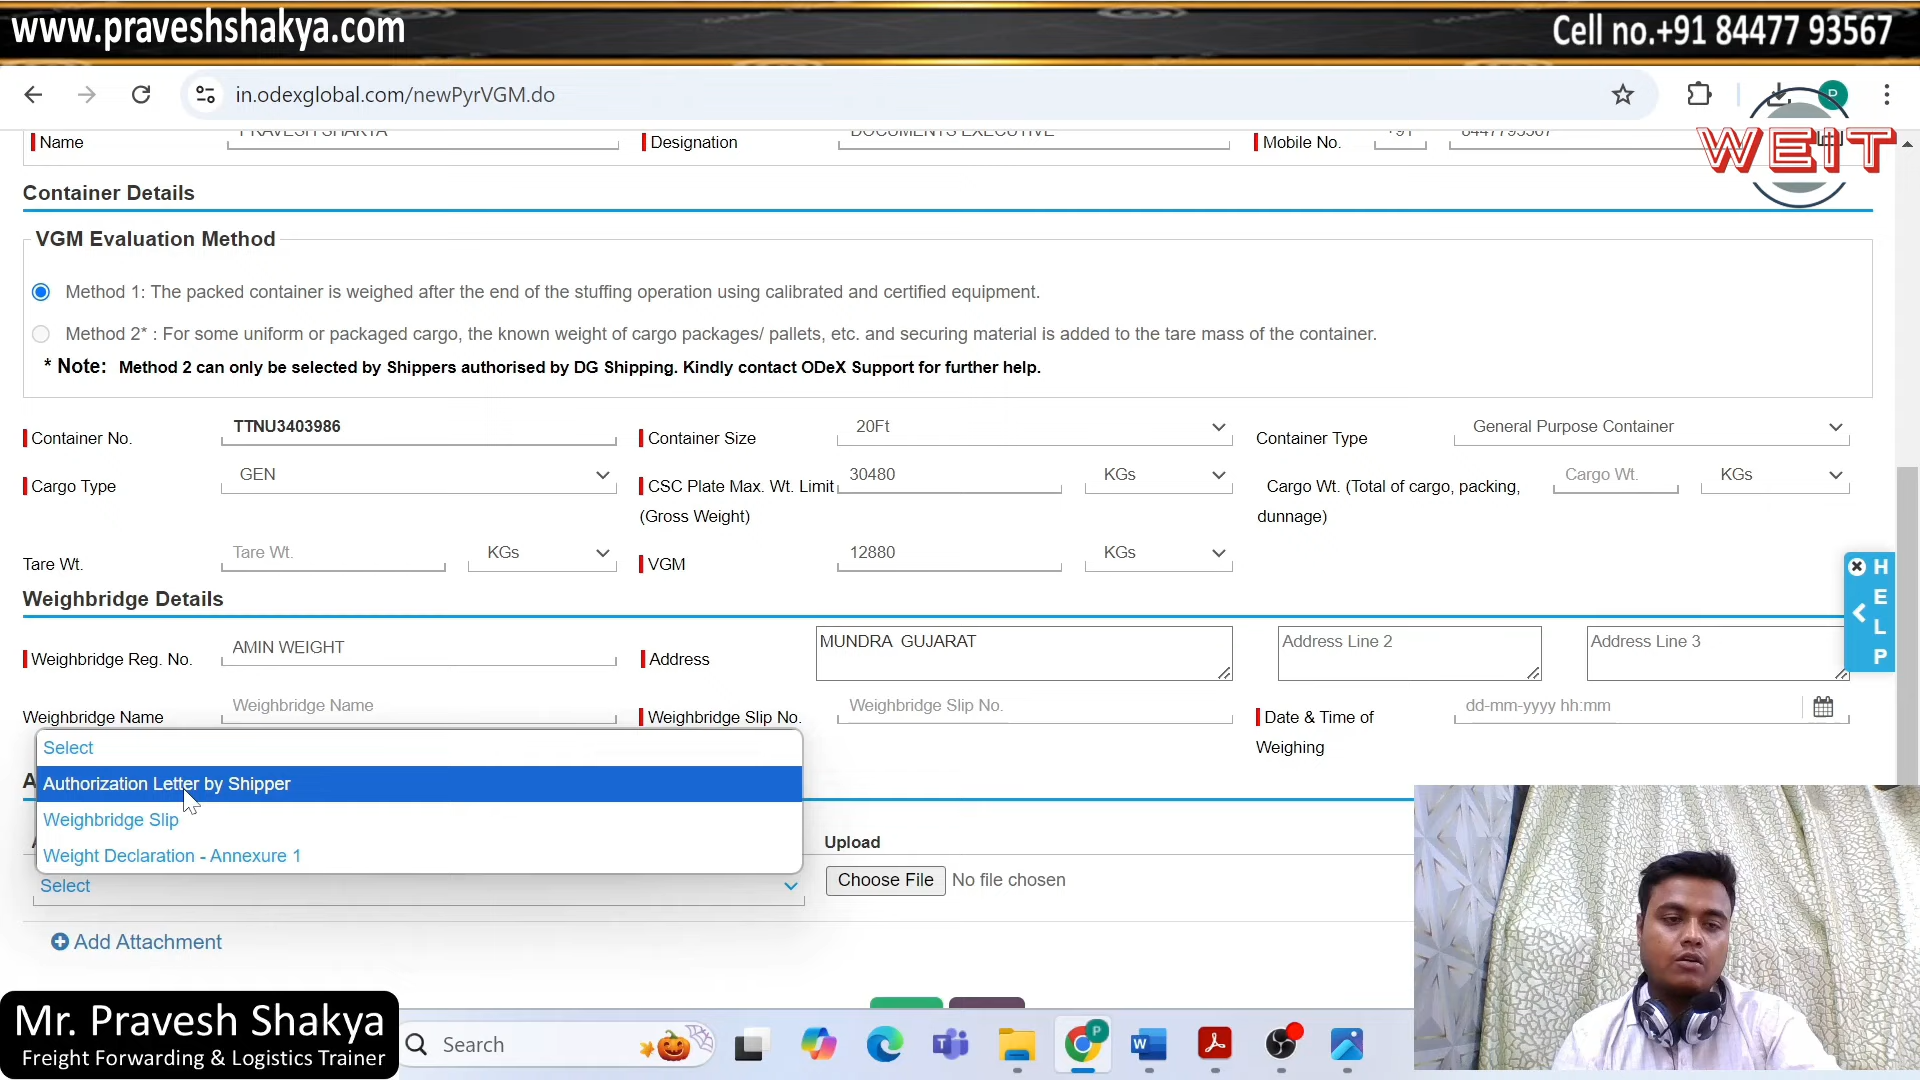 www.praveshshakya.com
Cell no.+91 84477 93567
in.odexglobal.com/newPyrVGM.do
P
WEIT
Name PRAVESH SHAKYA Designation DOCUMENTS EXECUTIVE Mobile No. +91 8447793567
Container Details
VGM Evaluation Method
Method 1: The packed container is weighed after the end of the stuffing operation using calibrated and certified equipment.
Method 2* : For some uniform or packaged cargo, the known weight of cargo packages/ pallets, etc. and securing material is added to the tare mass of the container.
* Note: Method 2 can only be selected by Shippers authorised by DG Shipping. Kindly contact ODeX Support for further help.
Container No. TTNU3403986 Container Size 20Ft Container Type General Purpose Container
Cargo Type GEN CSC Plate Max. Wt. Limit 30480 KGs Cargo Wt. (Total of cargo, packing, Cargo Wt. KGs
(Gross Weight) dunnage)
Tare Wt. Tare Wt. KGs VGM 12880 KGs
HELP
Weighbridge Details
Weighbridge Reg. No. AMIN WEIGHT Address MUNDRA GUJARAT Address Line 2 Address Line 3
Weighbridge Name Weighbridge Name Weighbridge Slip No. Weighbridge Slip No. Date & Time of dd-mm-yyyy hh:mm
Weighing
Select
Authorization Letter by Shipper
Weighbridge Slip
Weight Declaration - Annexure 1
Upload
Select Choose File No file chosen
Add Attachment
Mr. Pravesh Shakya
Freight Forwarding & Logistics Trainer
Search